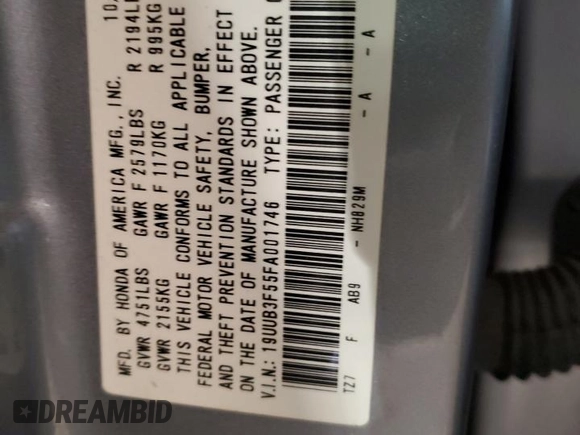 MFD. BY HONDA OF AMERICA MFG., INC. 10
GVWR 4751LBS GAWR F 2579LBS R 2194
GVWR 2155KG GAWR F 1170KG R 995KG
THIS VEHICLE CONFORMS TO ALL APPLICABLE
FEDERAL MOTOR VEHICLE SAFETY, BUMPER,
AND THEFT PREVENTION STANDARDS IN EFFECT
ON THE DATE OF MANUFACTURE SHOWN ABOVE.
V.I.N.: 19UUB3F55FA001746 TYPE: PASSENGER
TZ7 F AB9 -NH829M -A -A
DREAMBID